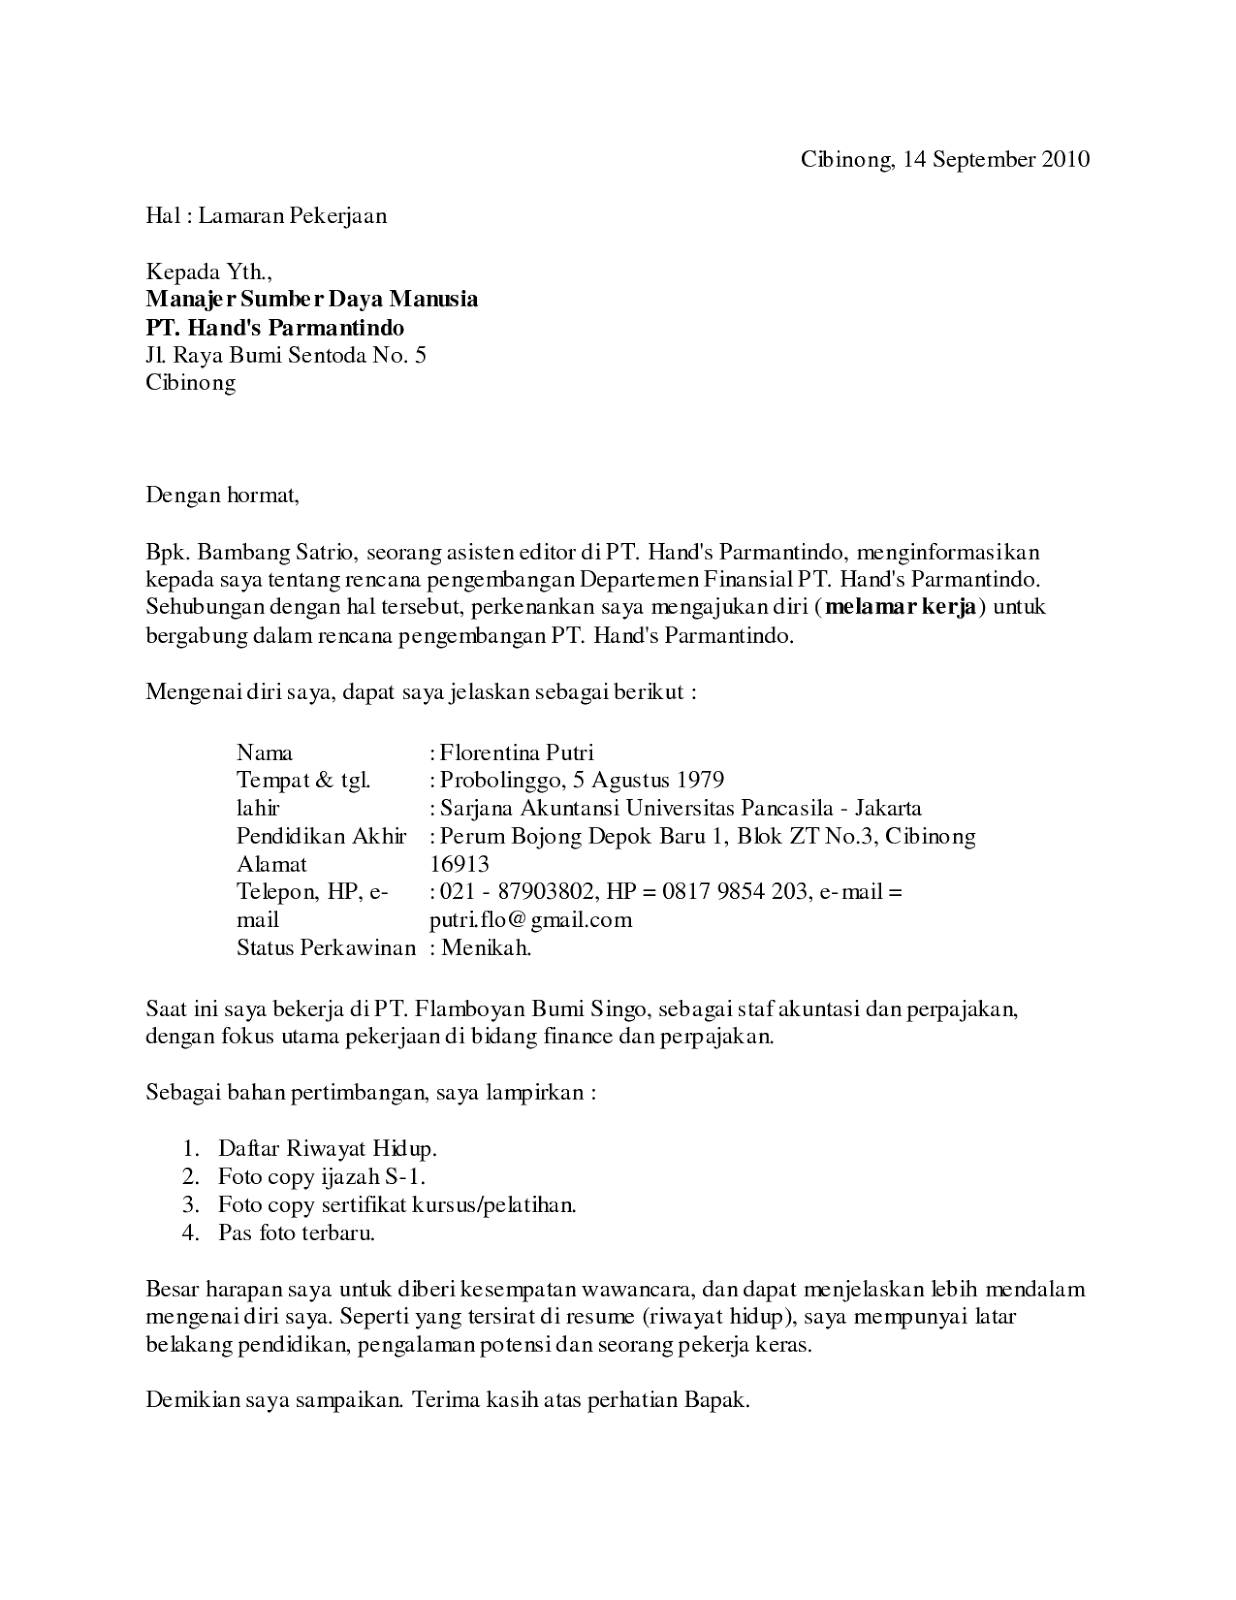 Cibinong, 14 September 2010
Hal : Lamaran Pekerjaan
Kepada Yth.,
Manajer Sumber Daya Manusia
PT. Hand's Parmantindo
Jl. Raya Bumi Sentoda No. 5
Cibinong
Dengan hormat,
Bpk. Bambang Satrio, seorang asisten editor di PT. Hand's Parmantindo, menginformasikan
kepada saya tentang rencana pengembangan Departemen Finansial PT. Hand's Parmantindo.
Sehubungan dengan hal tersebut, perkenankan saya mengajukan diri (melamar kerja) untuk
bergabung dalam rencana pengembangan PT. Hand's Parmantindo.
Mengenai diri saya, dapat saya jelaskan sebagai berikut :
Nama : Florentina Putri
Tempat & tgl. : Probolinggo, 5 Agustus 1979
lahir : Sarjana Akuntansi Universitas Pancasila - Jakarta
Pendidikan Akhir : Perum Bojong Depok Baru 1, Blok ZT No.3, Cibinong
Alamat 16913
Telepon, HP, e- : 021 - 87903802, HP = 0817 9854 203, e-mail =
mail putri.flo@gmail.com
Status Perkawinan : Menikah.
Saat ini saya bekerja di PT. Flamboyan Bumi Singo, sebagai staf akuntasi dan perpajakan,
dengan fokus utama pekerjaan di bidang finance dan perpajakan.
Sebagai bahan pertimbangan, saya lampirkan :
1. Daftar Riwayat Hidup.
2. Foto copy ijazah S-1.
3. Foto copy sertifikat kursus/pelatihan.
4. Pas foto terbaru.
Besar harapan saya untuk diberi kesempatan wawancara, dan dapat menjelaskan lebih mendalam
mengenai diri saya. Seperti yang tersirat di resume (riwayat hidup), saya mempunyai latar
belakang pendidikan, pengalaman potensi dan seorang pekerja keras.
Demikian saya sampaikan. Terima kasih atas perhatian Bapak.